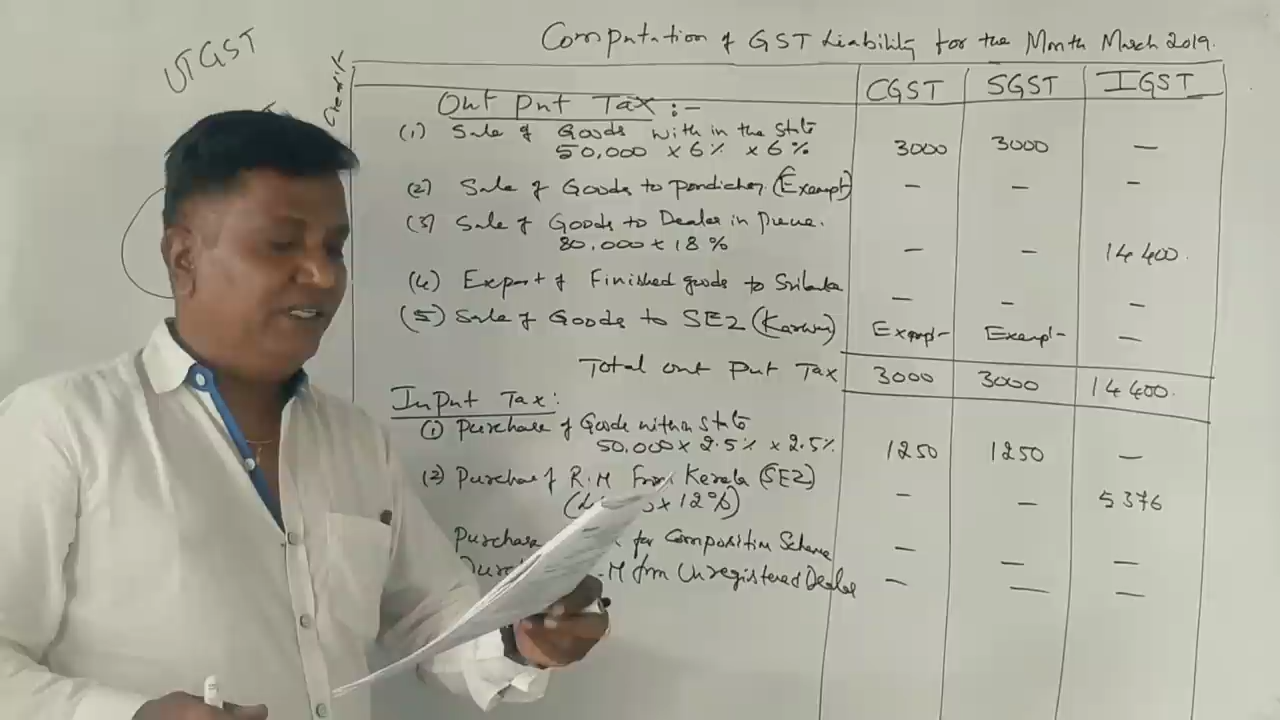 UTGST
Computation of GST Liability for the Month March 2019.
CGST SGST IGST
Out Put Tax :-
(1) Sale of Goods with in the State
50,000 x 6% x 6% 3000 3000 —
(2) Sale of Goods to Pondichery (Exempt) — — —
(3) Sale of Goods to Dealer in
80,000 x 18% — — 14 400.
(4) Export of Finished goods to Srilanka — — —
(5) Sale of Goods to SEZ Exempt- Exempt- —
Total out Put Tax 3000 3000 14 400.
InPut Tax :
(1) Purchase of Goods within State
50,000 x 2.5% x 2.5% 1250 1250 —
(2) Purchase of R.M From Kerala (SEZ)
x 12%) — — 5376
Purchase for Composition Scheme — — —
.M from Unregistered Dealer — — —